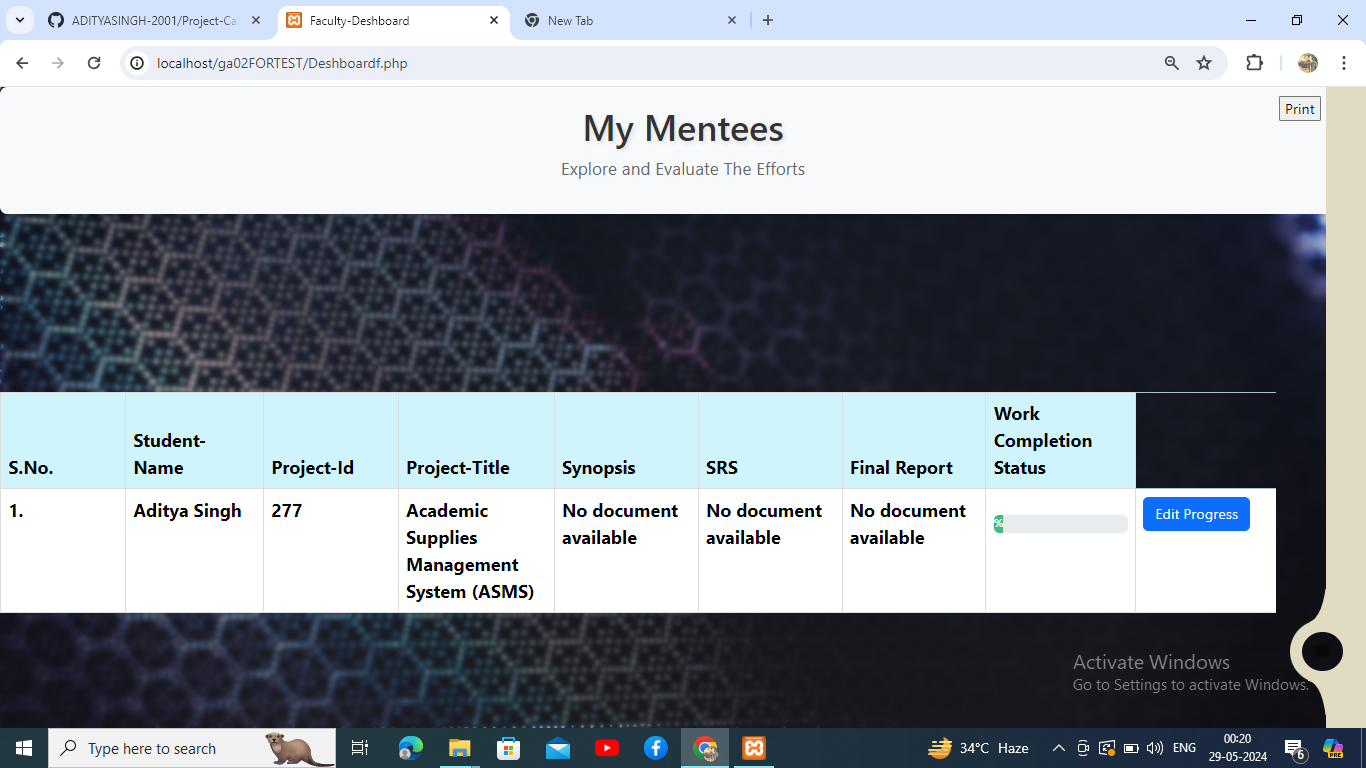 ADITYASINGH-2001/Project-Ca
Faculty-Deshboard
New Tab
localhost/ga02FORTEST/Deshboardf.php
Print
My Mentees
Explore and Evaluate The Efforts
S.No.
Student-
Name
Project-Id
Project-Title
Synopsis
SRS
Final Report
Work
Completion
Status
1.
Aditya Singh
277
Academic
Supplies
Management
System (ASMS)
No document
available
No document
available
No document
available
%
Edit Progress
Activate Windows
Go to Settings to activate Windows.
Type here to search
34°C Haze
ENG
00:20
29-05-2024
6
PRE